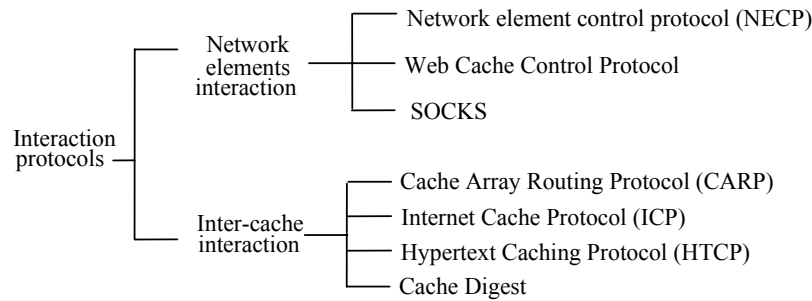 Interaction
protocols
Network
elements
interaction
Network element control protocol (NECP)
Web Cache Control Protocol
SOCKS
Inter-cache
interaction
Cache Array Routing Protocol (CARP)
Internet Cache Protocol (ICP)
Hypertext Caching Protocol (HTCP)
Cache Digest